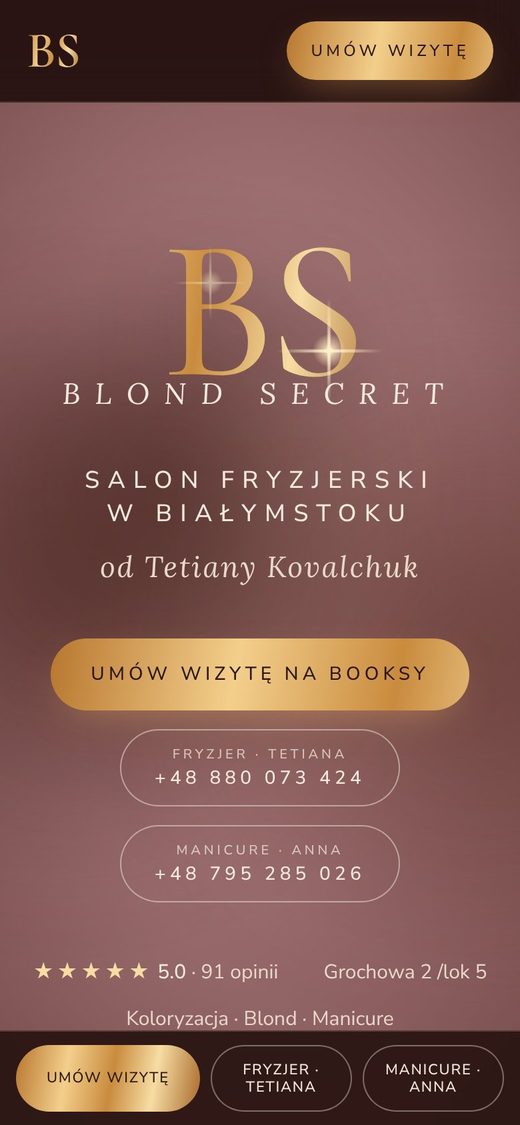 BS
UMÓW WIZYTĘ
BS
BLOND SECRET
SALON FRYZJERSKI
W BIAŁYMSTOKU
od Tetiany Kovalchuk
UMÓW WIZYTĘ NA BOOKSY
FRYZJER · TETIANA
+48 880 073 424
MANICURE · ANNA
+48 795 285 026
★★★★★ 5.0 · 91 opinii
Grochowa 2 /lok 5
Koloryzacja · Blond · Manicure
UMÓW WIZYTĘ
FRYZJER ·
TETIANA
MANICURE ·
ANNA